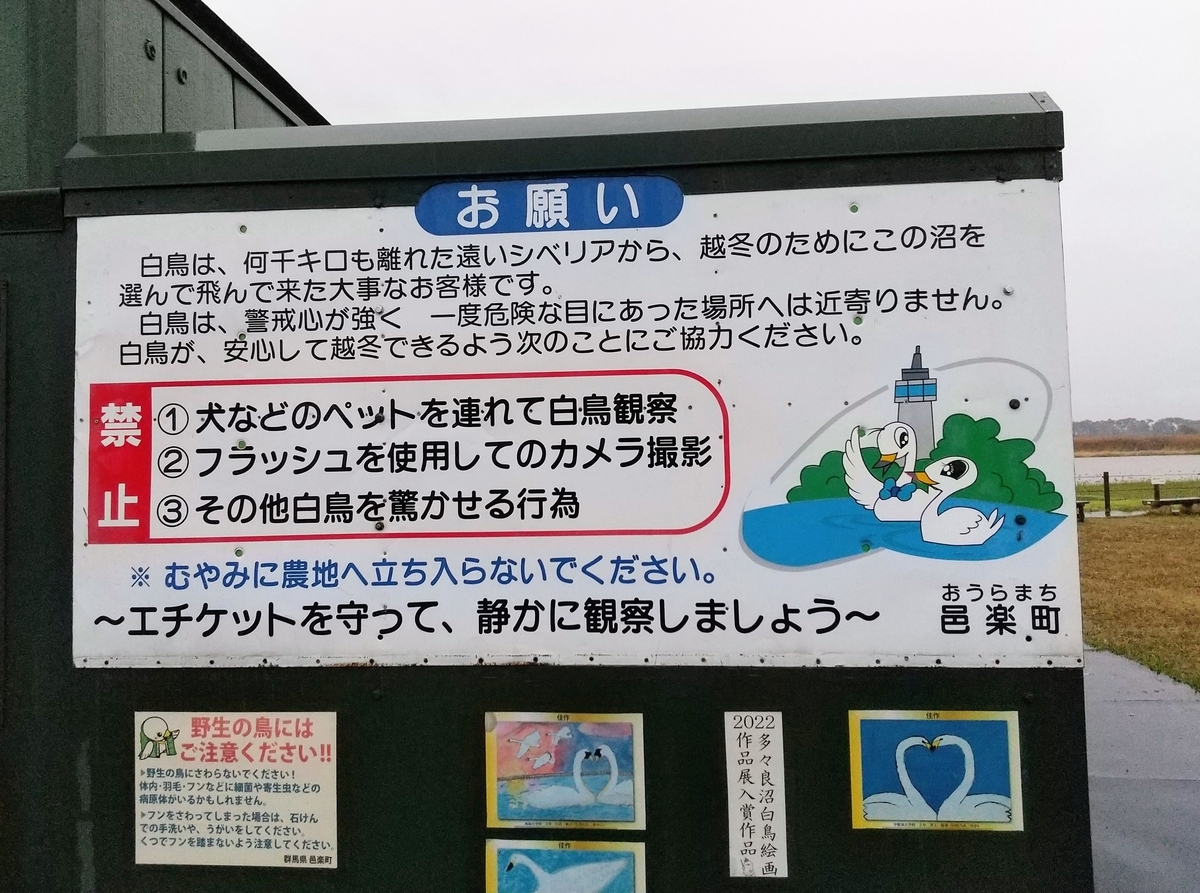 お願い
白鳥は、何千キロも離れた遠いシベリアから、越冬のためにこの沼を
選んで飛んで来た大事なお客様です。
白鳥は、警戒心が強く　一度危険な目にあった場所へは近寄りません。
白鳥が、安心して越冬できるよう次のことにご協力ください。
禁止
①犬などのペットを連れて白鳥観察
②フラッシュを使用してのカメラ撮影
③その他白鳥を驚かせる行為
※ むやみに農地へ立ち入らないでください。
～エチケットを守って、静かに観察しましょう～
おうらまち
邑楽町
野生の鳥には
ご注意ください!!
▶野生の鳥にさわらないでください！
体内・羽毛・フンなどに細菌や寄生虫などの
病原体がいるかもしれません。
▶フンをさわってしまった場合は、石けん
での手洗いや、うがいをしてください。
くつでフンを踏まないよう注意してください。
群馬県 邑楽町
佳作
2022
多々良沼白鳥絵画
作品展入賞作品
佳作
佳作